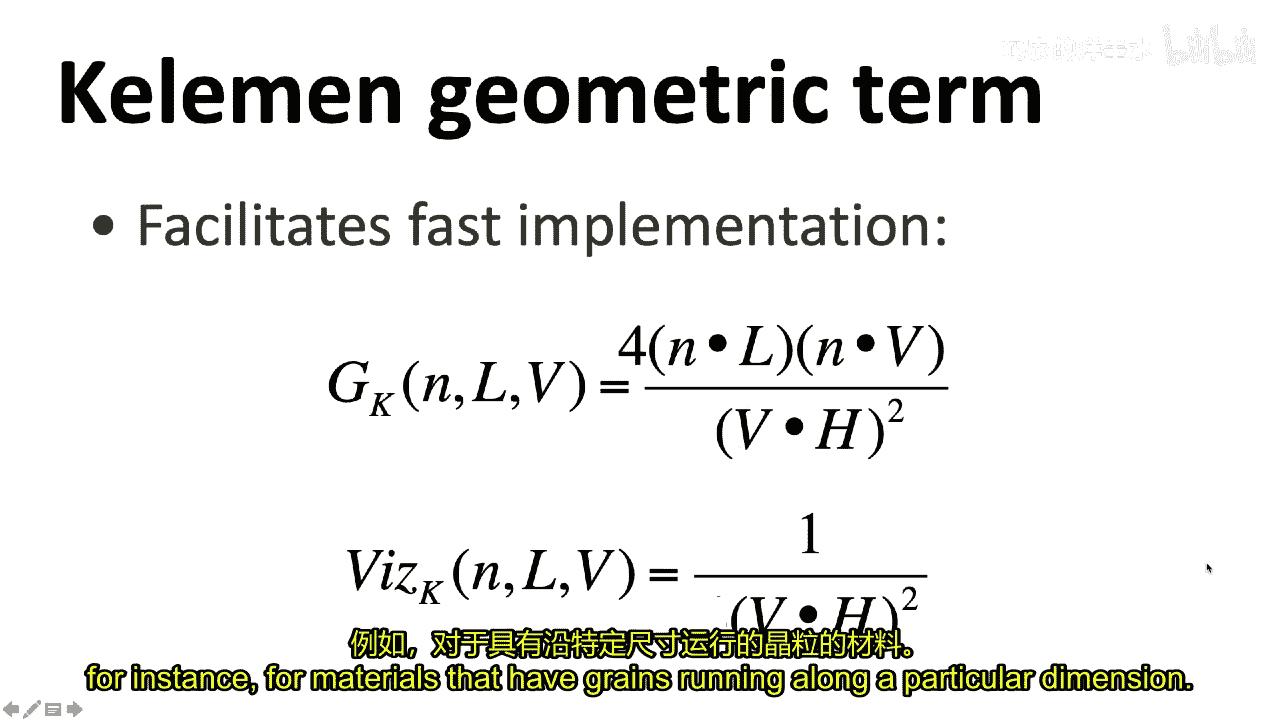 Kelemen geometric term
• Facilitates fast implementation:
G_K(n, L, V) = 4(n • L)(n • V) / (V • H)²
Viz_K(n, L, V) = 1 / (V • H)²
例如，对于具有沿特定尺寸运行的晶粒的材料。
for instance, for materials that have grains running along a particular dimension.
bilibili